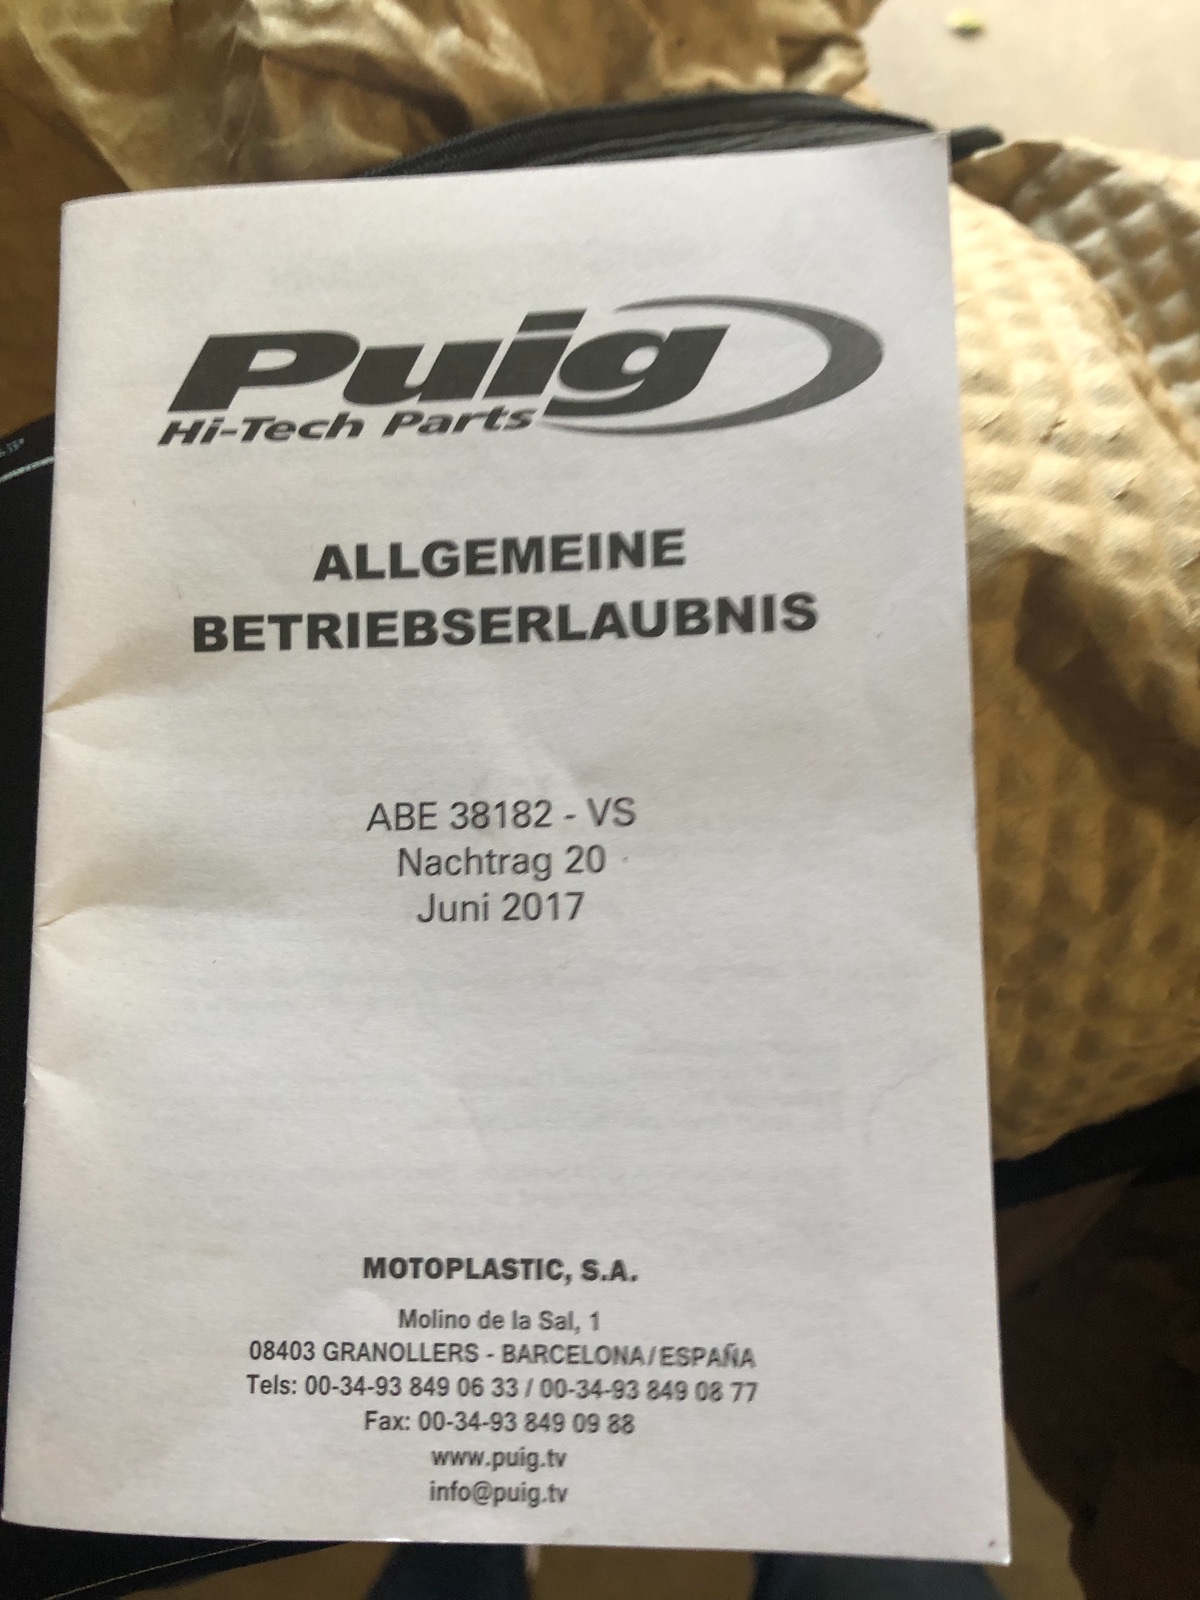 Puig
Hi-Tech Parts
ALLGEMEINE
BETRIEBSERLAUBNIS
ABE 38182 - VS
Nachtrag 20
Juni 2017
MOTOPLASTIC, S.A.
Molino de la Sal, 1
08403 GRANOLLERS - BARCELONA/ESPAÑA
Tels: 00-34-93 849 06 33 / 00-34-93 849 08 77
Fax: 00-34-93 849 09 88
www.puig.tv
info@puig.tv